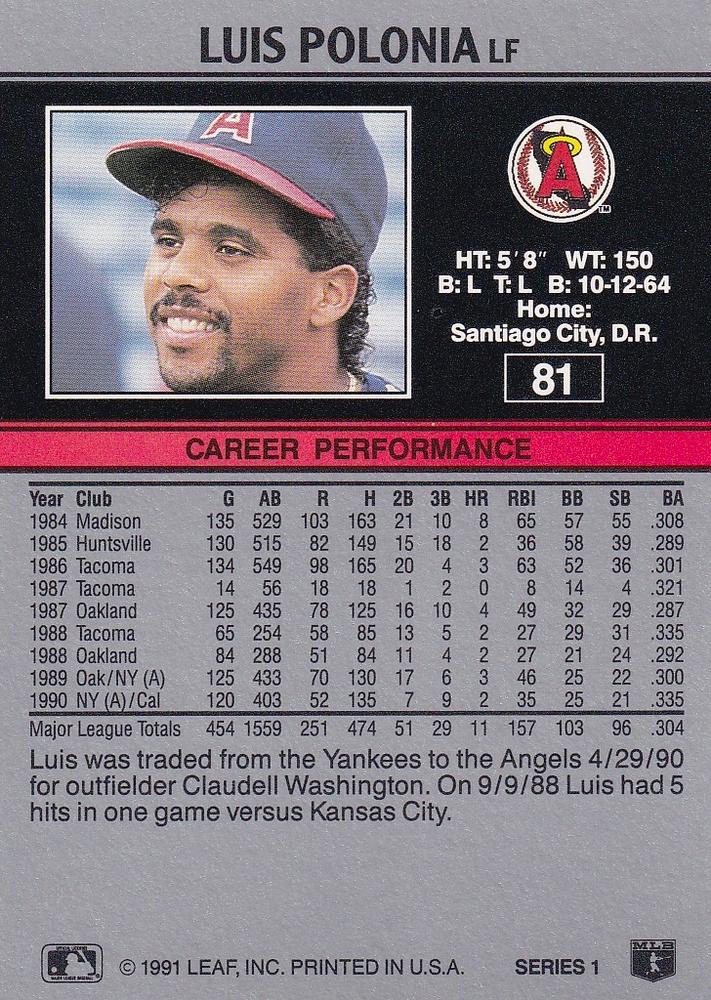 LUIS POLONIA LF
A
A
TM
HT: 5'8" WT: 150
B: L T: L B: 10-12-64
Home:
Santiago City, D.R.
81
CAREER PERFORMANCE
Year Club G AB R H 2B 3B HR RBI BB SB BA
1984 Madison 135 529 103 163 21 10 8 65 57 55 .308
1985 Huntsville 130 515 82 149 15 18 2 36 58 39 .289
1986 Tacoma 134 549 98 165 20 4 3 63 52 36 .301
1987 Tacoma 14 56 18 18 1 2 0 8 14 4 .321
1987 Oakland 125 435 78 125 16 10 4 49 32 29 .287
1988 Tacoma 65 254 58 85 13 5 2 27 29 31 .335
1988 Oakland 84 288 51 84 11 4 2 27 21 24 .292
1989 Oak/NY (A) 125 433 70 130 17 6 3 46 25 22 .300
1990 NY (A)/Cal 120 403 52 135 7 9 2 35 25 21 .335
Major League Totals 454 1559 251 474 51 29 11 157 103 96 .304
Luis was traded from the Yankees to the Angels 4/29/90
for outfielder Claudell Washington. On 9/9/88 Luis had 5
hits in one game versus Kansas City.
© 1991 LEAF, INC. PRINTED IN U.S.A. SERIES 1
MLB